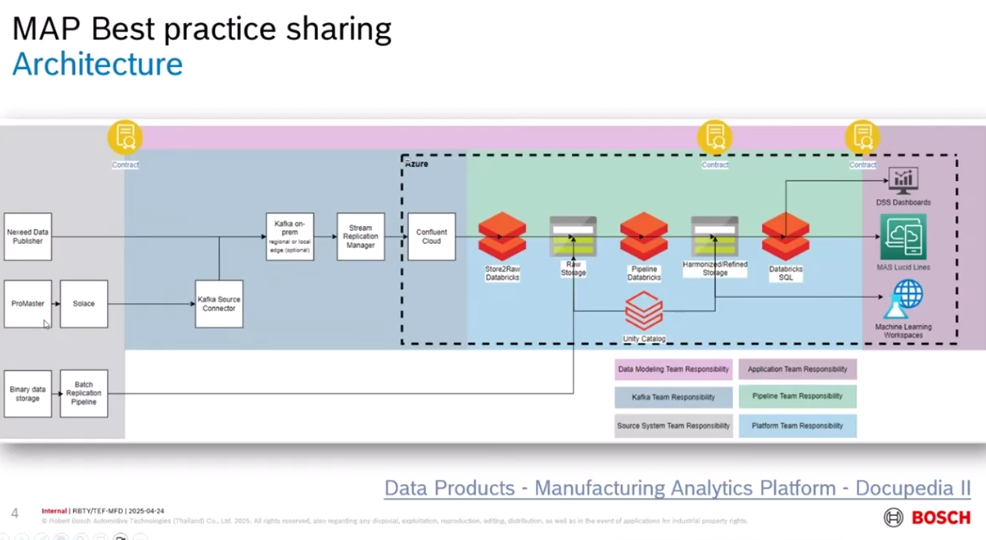 MAP Best practice sharing
Architecture
Contract
Contract
Contract
Azure
Nexeed Data
Publisher
Kafka on-
prem
regional or local
edge (optional)
Stream
Replication
Manager
Confluent
Cloud
Store2Raw
Databricks
Raw
Storage
Pipeline
Databricks
Harmonized/Refined
Storage
Databricks
SQL
DSS Dashboards
MAS Lucid Lines
ProMaster
Solace
Kafka Source
Connector
Unity Catalog
Machine Learning
Workspaces
Binary data
storage
Batch
Replication
Pipeline
Data Modeling Team Responsibility
Application Team Responsibility
Kafka Team Responsibility
Pipeline Team Responsibility
Source System Team Responsibility
Platform Team Responsibility
Data Products - Manufacturing Analytics Platform - Docupedia II
4
Internal | RBTY/TEF-MFD | 2025-04-24
© Robert Bosch Automotive Technologies (Thailand) Co., Ltd. 2025. All rights reserved, also regarding any disposal, exploitation, reproduction, editing, distribution, as well as in the event of applications for industrial property rights.
BOSCH